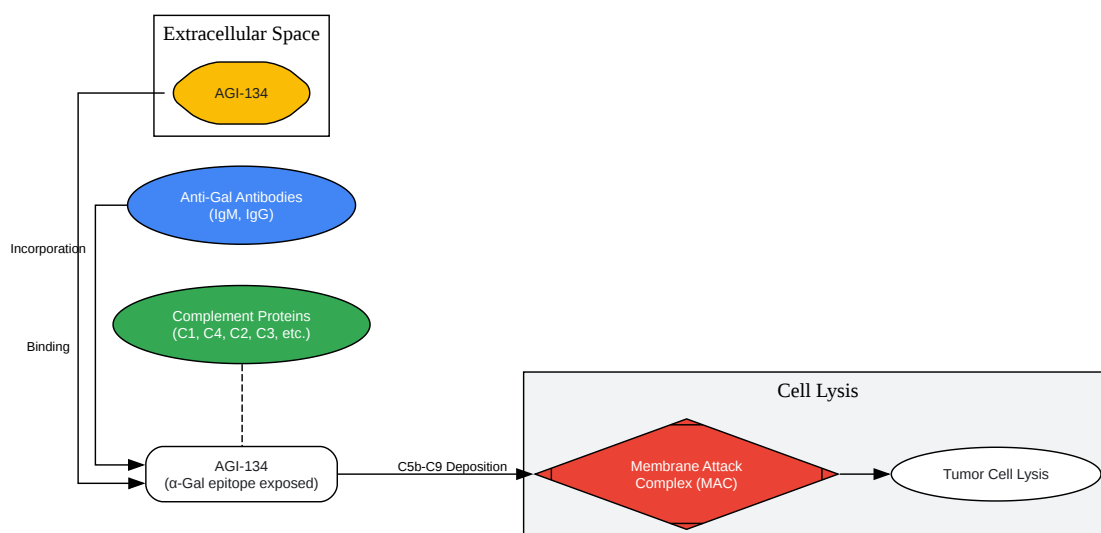 Extracellular Space
AGI-134
Anti-Gal Antibodies
(IgM, IgG)
Incorporation
Complement Proteins
(C1, C4, C2, C3, etc.)
Binding
Cell Lysis
AGI-134
(α-Gal epitope exposed)
C5b-C9 Deposition
Membrane Attack
Complex (MAC)
Tumor Cell Lysis